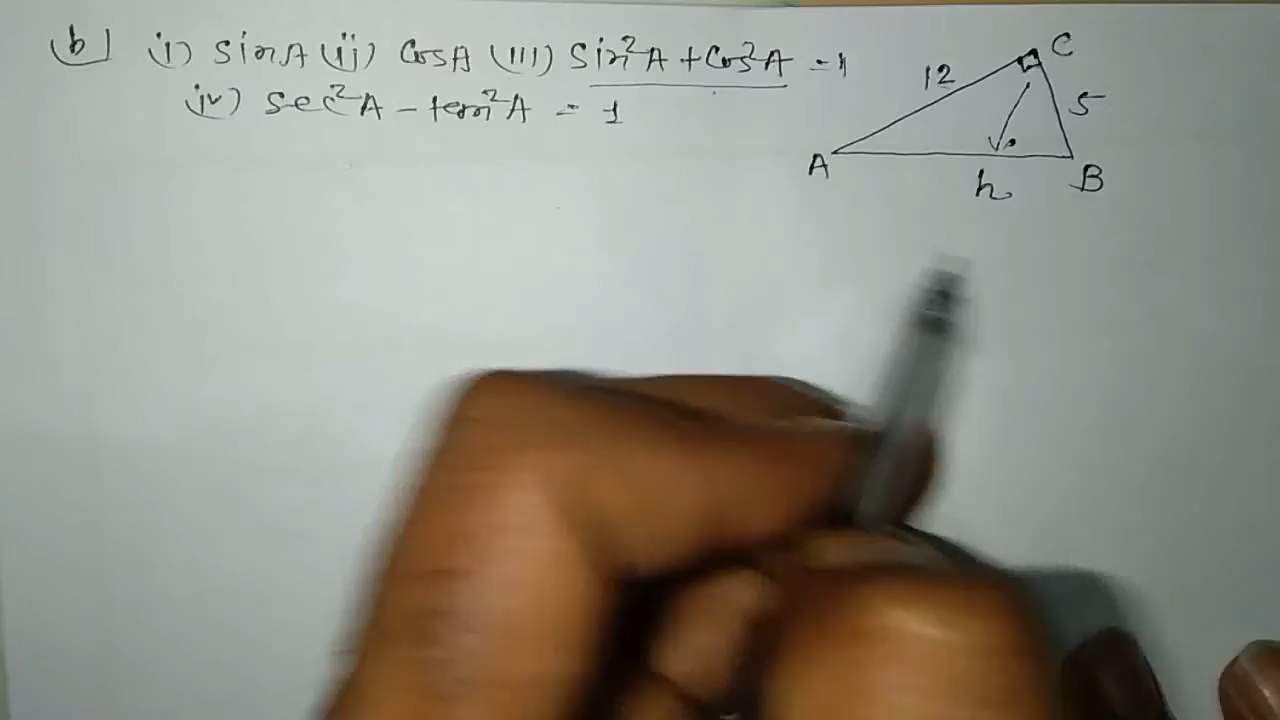 (b) (i) sinA (ii) CosA (III) Sin²A + Cos²A = 1
(iv) sec²A - tan²A = 1
C
12
5
A
h
B